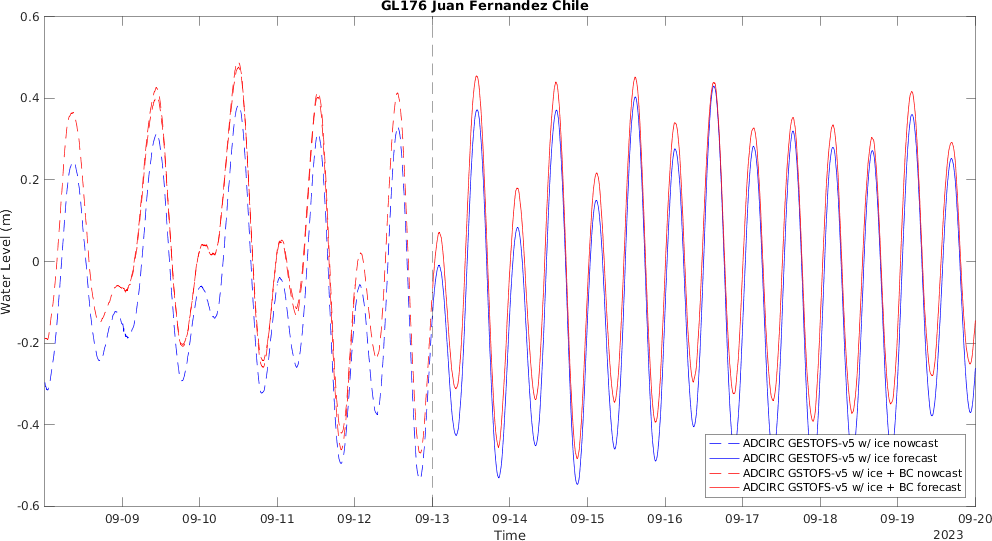 GL176 Juan Fernandez Chile
0.6
0.4
0.2
0
-0.2
-0.4
-0.6
Water Level (m)
ADCIRC GESTOFS-v5 w/ ice nowcast
ADCIRC GESTOFS-v5 w/ ice forecast
ADCIRC GSTOFS-v5 w/ ice + BC nowcast
ADCIRC GSTOFS-v5 w/ ice + BC forecast
09-09 09-10 09-11 09-12 09-13 09-14 09-15 09-16 09-17 09-18 09-19 09-20
Time
2023